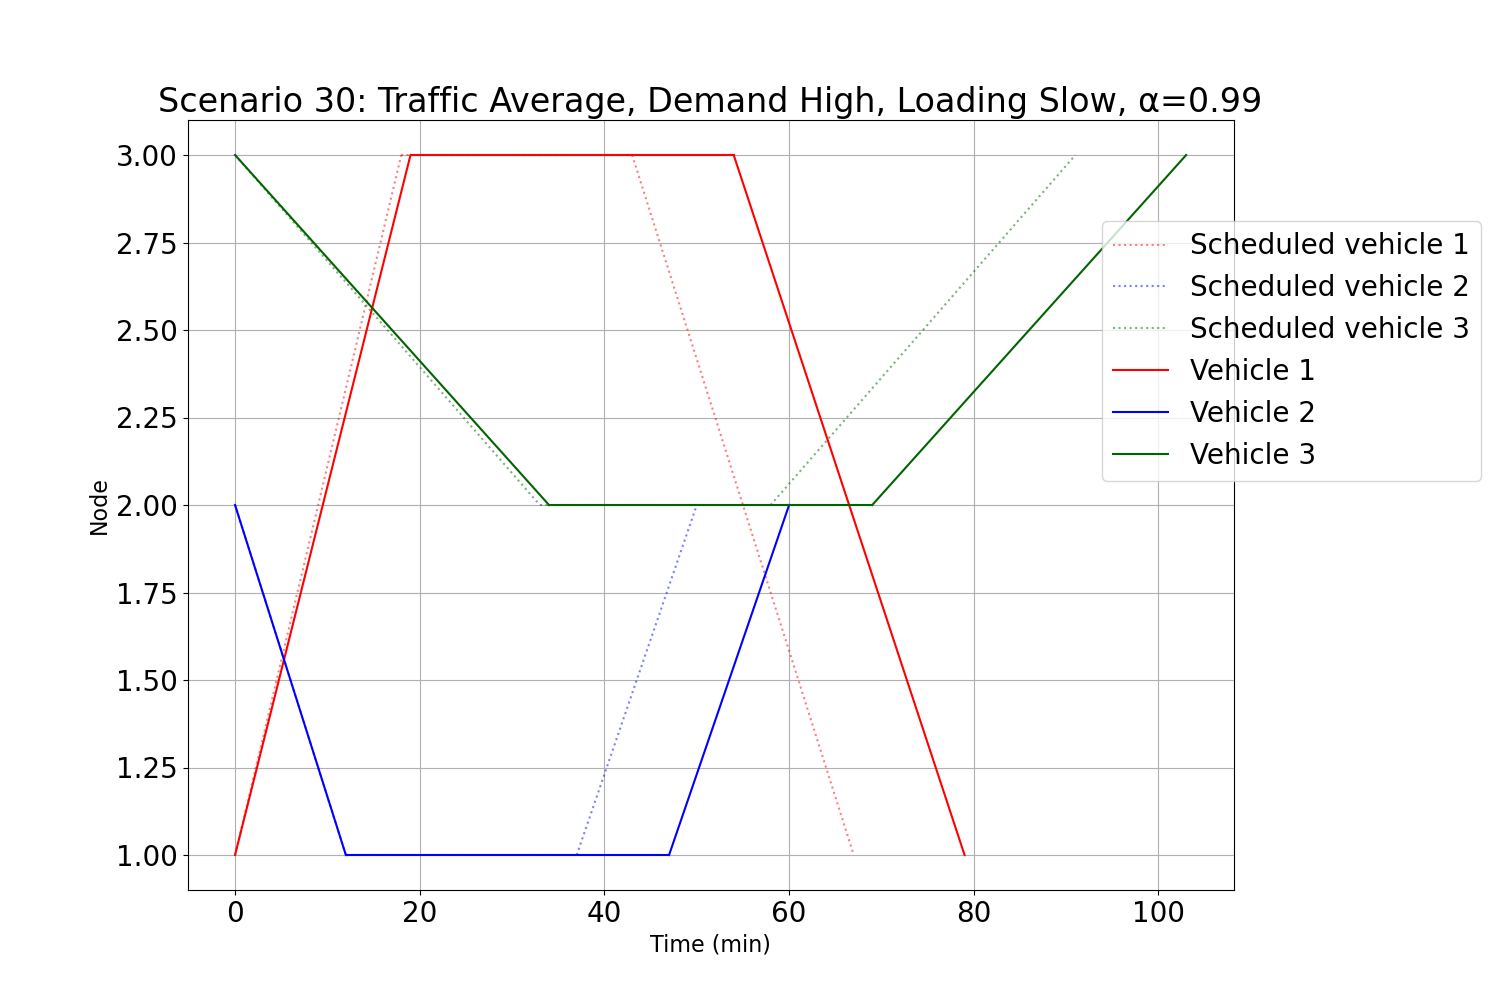 Scenario 30: Traffic Average, Demand High, Loading Slow, α=0.99
3.00
2.75
2.50
2.25
2.00
1.75
1.50
1.25
1.00
Node
0 20 40 60 80 100
Time (min)
Scheduled vehicle 1
Scheduled vehicle 2
Scheduled vehicle 3
Vehicle 1
Vehicle 2
Vehicle 3